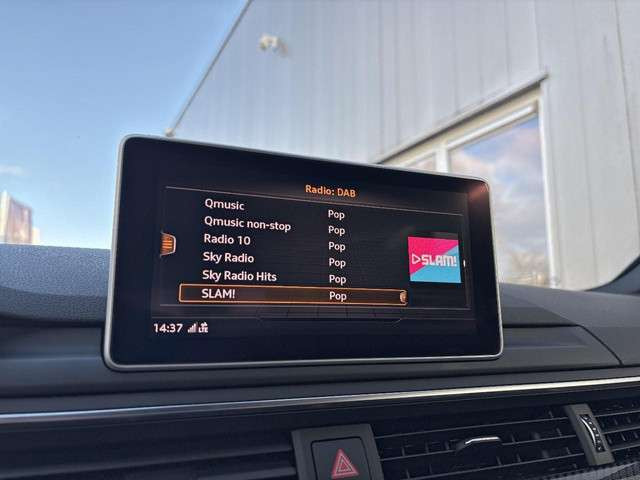 Radio: DAB
Qmusic Pop
Qmusic non-stop Pop
Radio 10 Pop
Sky Radio Pop
Sky Radio Hits Pop
SLAM! Pop
SLAM!
14:37 LTE